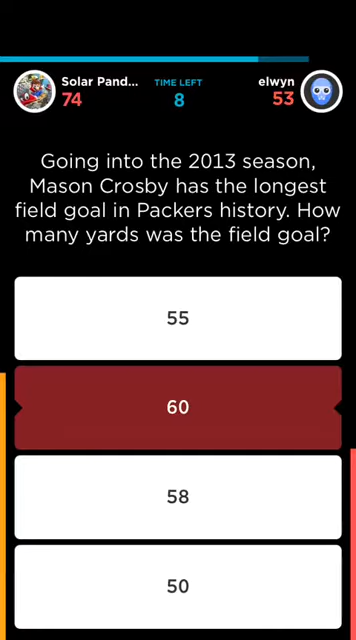 Solar Pand...
74
TIME LEFT
8
elwyn
53
Going into the 2013 season,
Mason Crosby has the longest
field goal in Packers history. How
many yards was the field goal?
55
60
58
50